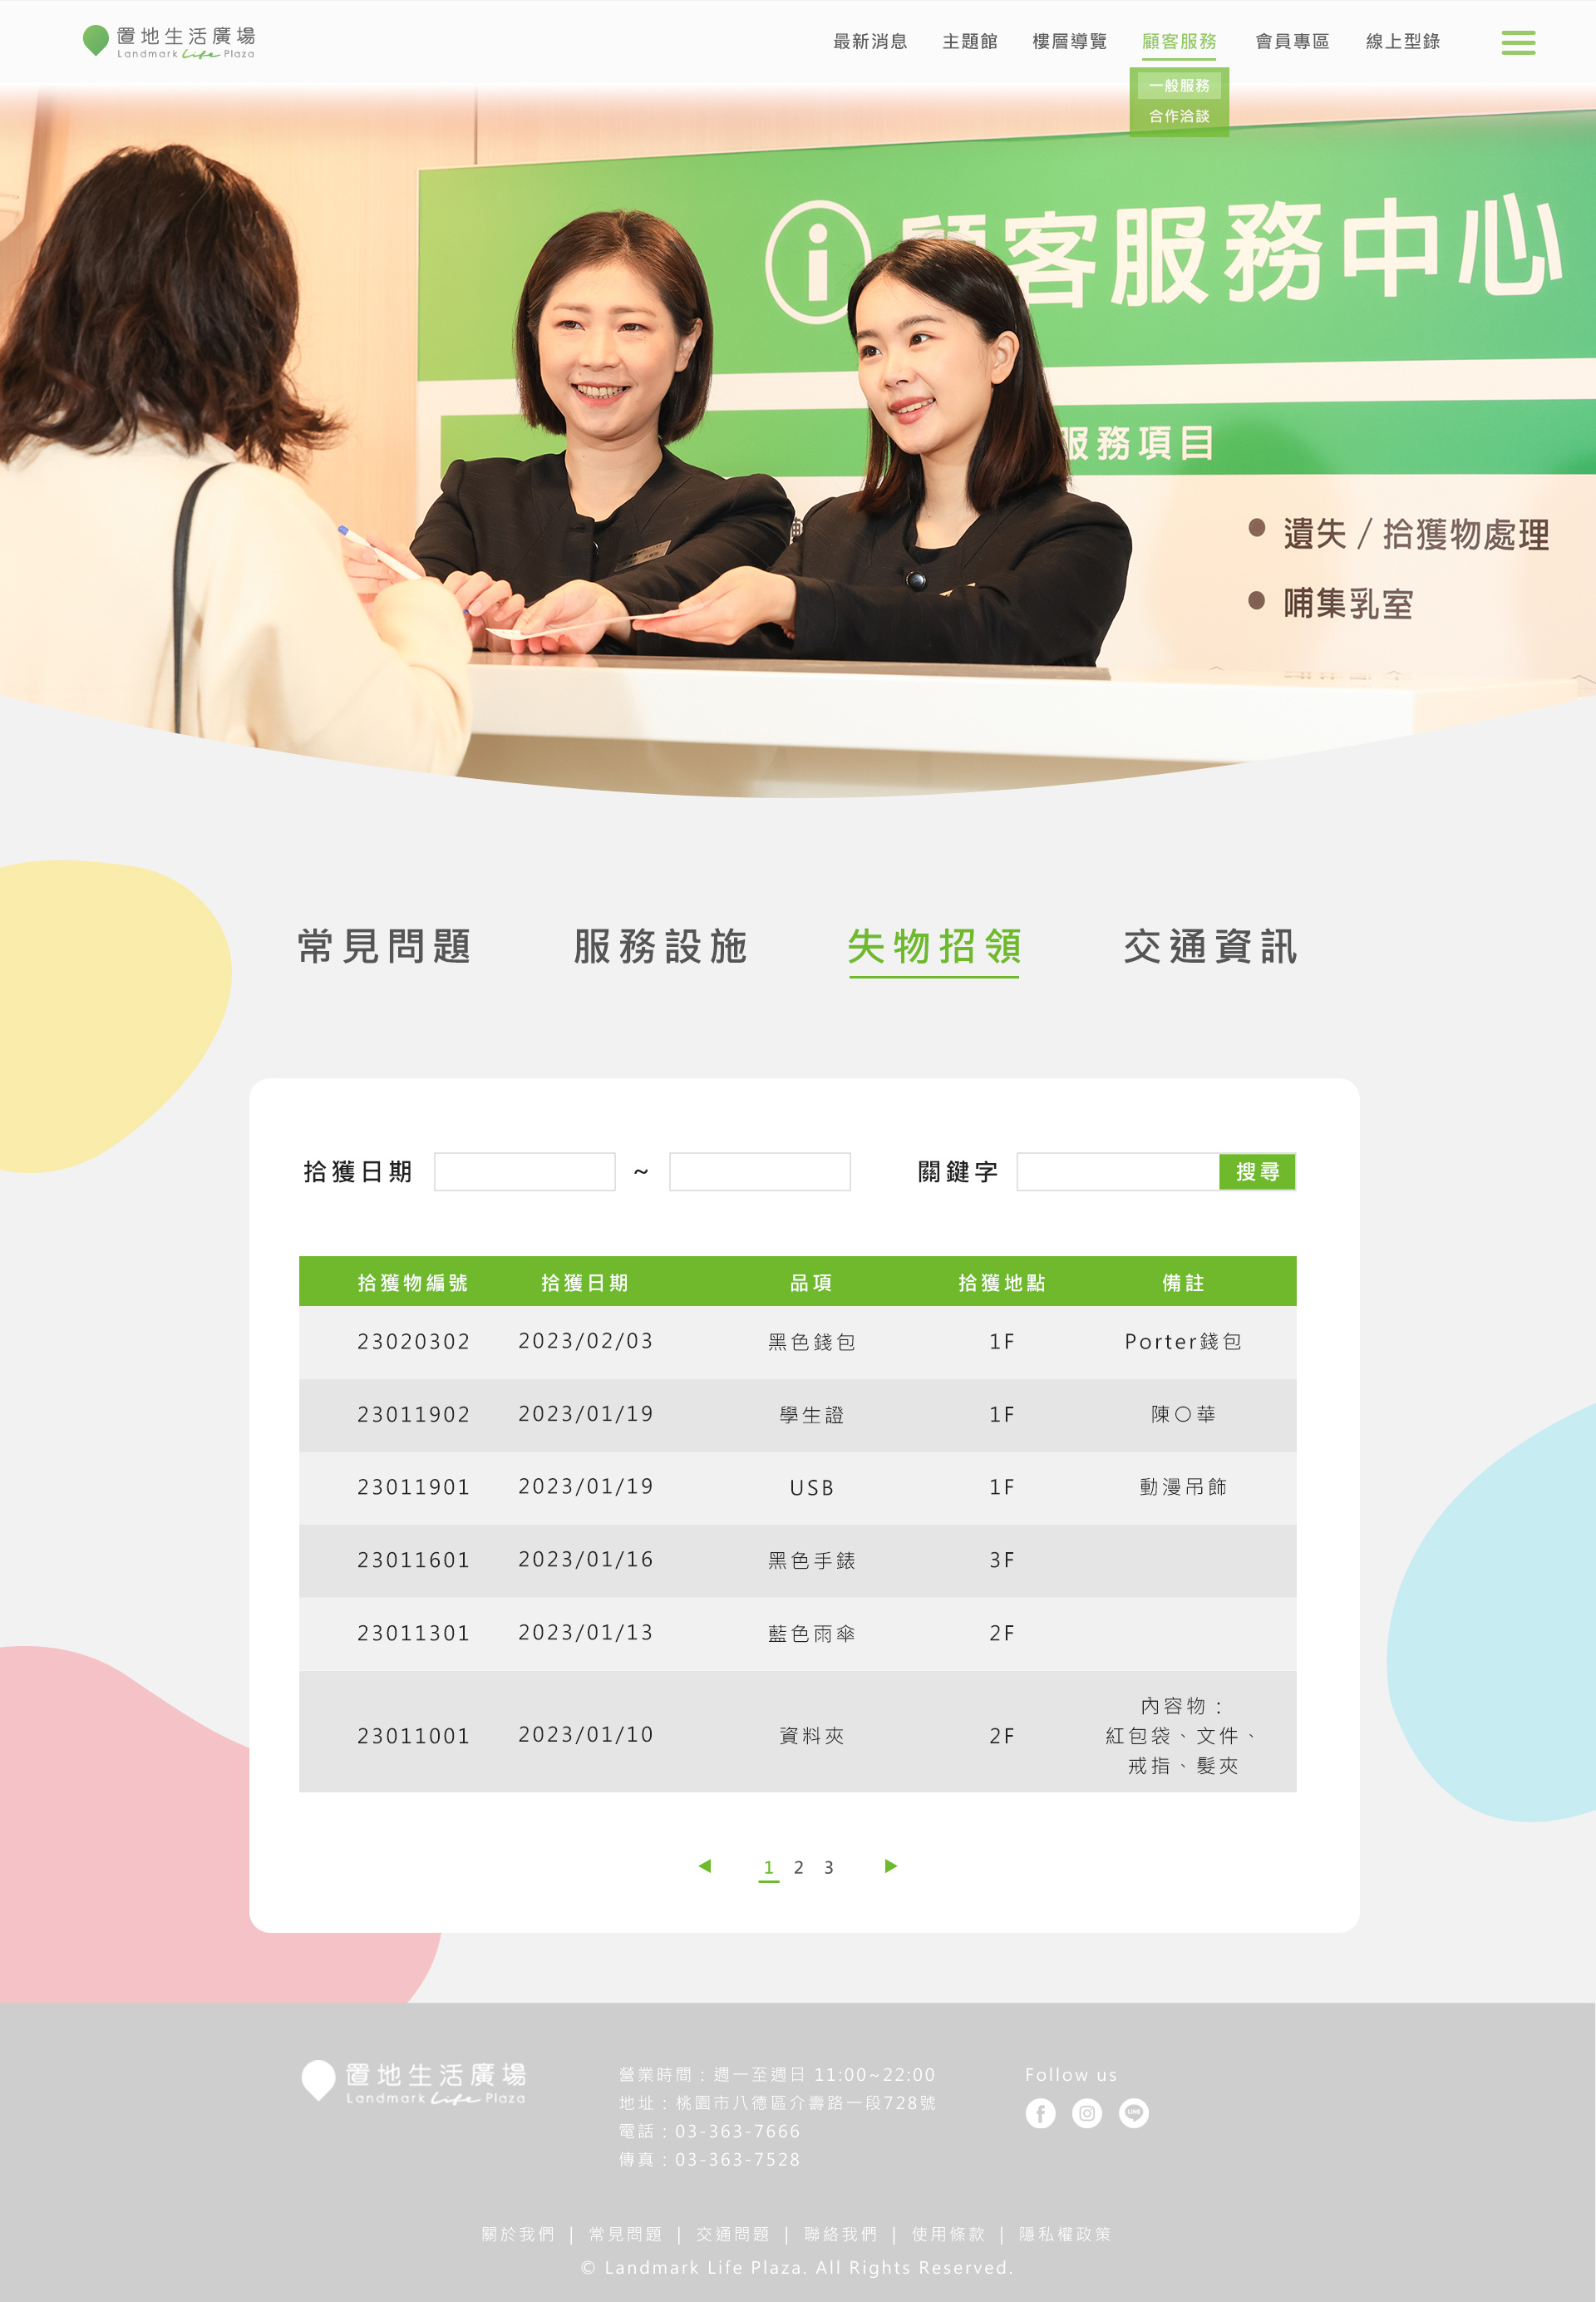 置地生活廣場
Landmark Life Plaza
最新消息 主題館 樓層導覽 顧客服務 會員專區 線上型錄
一般服務
合作洽談
i 顧客服務中心
服務項目
遺失/拾獲物處理
哺集乳室
常見問題 服務設施 失物招領 交通資訊
拾獲日期 ~ 關鍵字 搜尋
拾獲物編號 拾獲日期 品項 拾獲地點 備註
23020302 2023/02/03 黑色錢包 1F Porter錢包
23011902 2023/01/19 學生證 1F 陳〇華
23011901 2023/01/19 USB 1F 動漫吊飾
23011601 2023/01/16 黑色手錶 3F
23011301 2023/01/13 藍色雨傘 2F
23011001 2023/01/10 資料夾 2F 內容物：
紅包袋、文件、
戒指、髮夾
1 2 3
置地生活廣場
Landmark Life Plaza
營業時間：週一至週日 11:00~22:00
地址：桃園市八德區介壽路一段728號
電話：03-363-7666
傳真：03-363-7528
Follow us
LINE
關於我們 | 常見問題 | 交通問題 | 聯絡我們 | 使用條款 | 隱私權政策
© Landmark Life Plaza. All Rights Reserved.